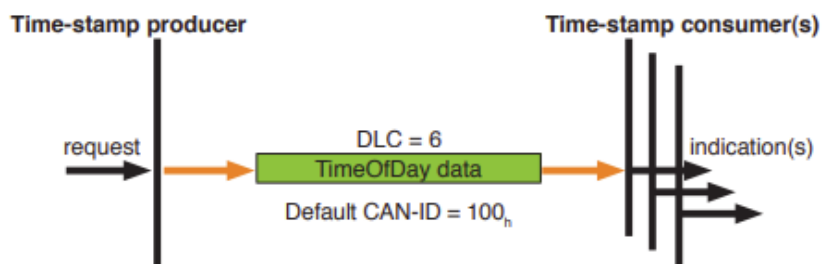 Time-stamp producer
Time-stamp consumer(s)
request
DLC = 6
indication(s)
TimeOfDay data
Default CAN-ID = 100h